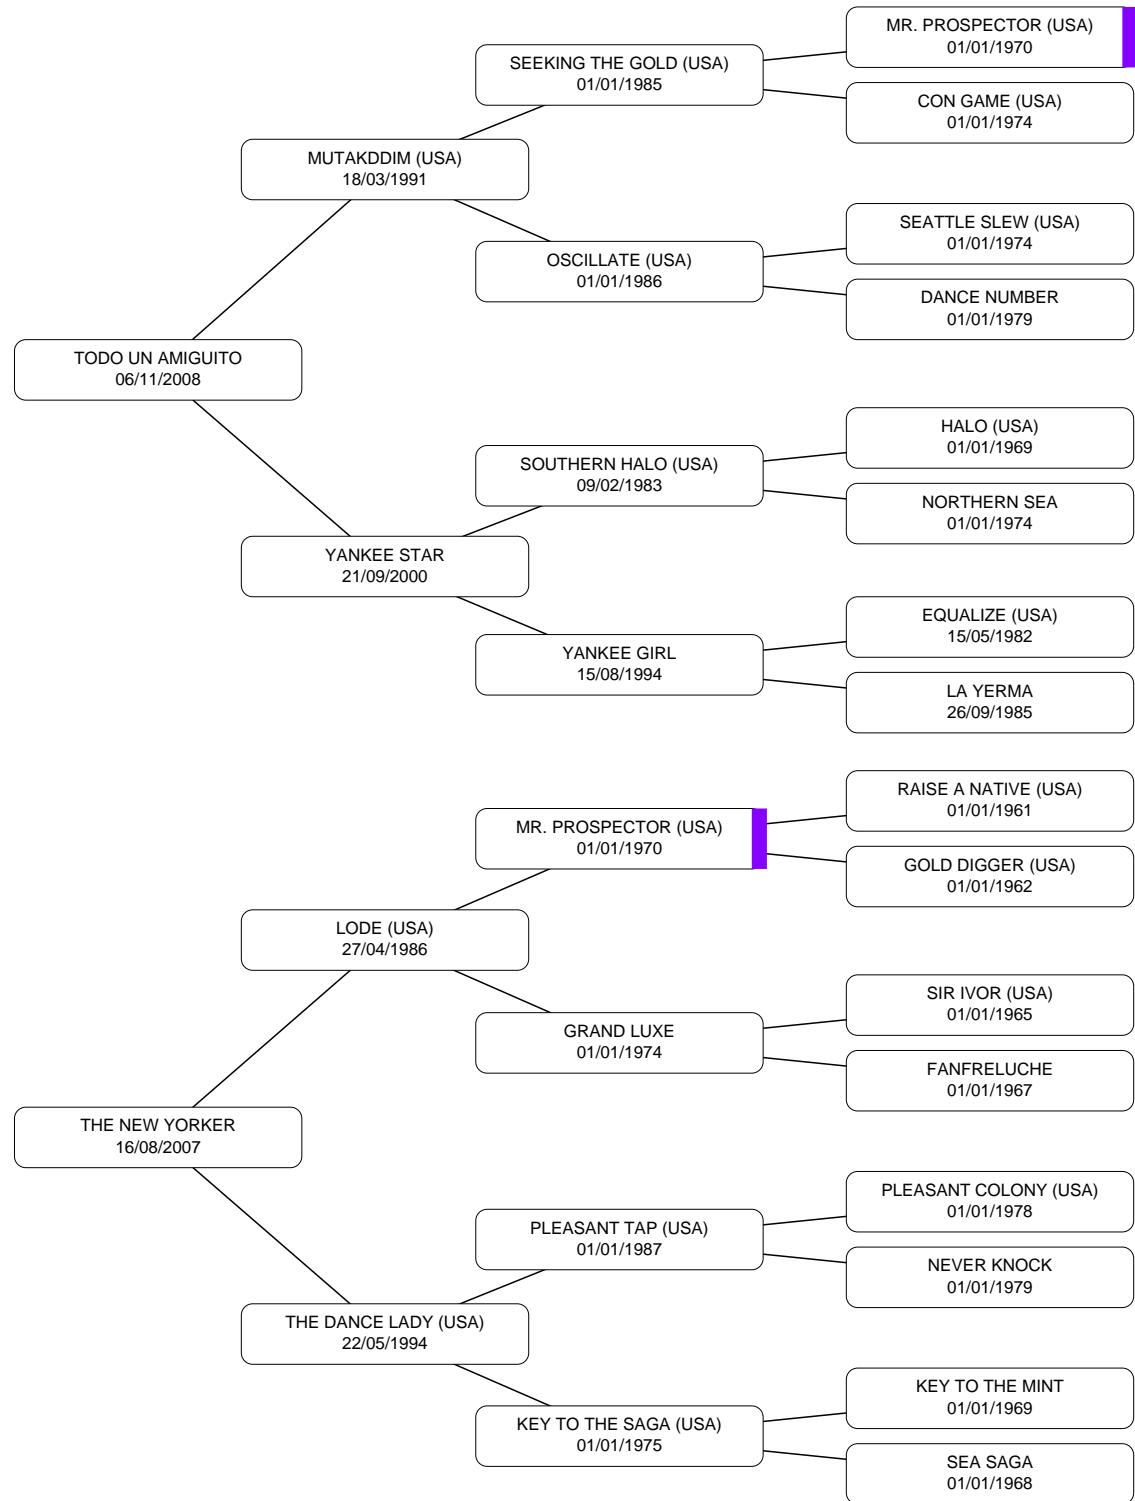 MR. PROSPECTOR (USA)
01/01/1970
SEEKING THE GOLD (USA)
01/01/1985
CON GAME (USA)
01/01/1974
MUTAKDDIM (USA)
18/03/1991
SEATTLE SLEW (USA)
01/01/1974
OSCILLATE (USA)
01/01/1986
DANCE NUMBER
01/01/1979
TODO UN AMIGUITO
06/11/2008
HALO (USA)
01/01/1969
SOUTHERN HALO (USA)
09/02/1983
NORTHERN SEA
01/01/1974
YANKEE STAR
21/09/2000
EQUALIZE (USA)
15/05/1982
YANKEE GIRL
15/08/1994
LA YERMA
26/09/1985
RAISE A NATIVE (USA)
01/01/1961
MR. PROSPECTOR (USA)
01/01/1970
GOLD DIGGER (USA)
01/01/1962
LODE (USA)
27/04/1986
SIR IVOR (USA)
01/01/1965
GRAND LUXE
01/01/1974
FANFRELUCHE
01/01/1967
THE NEW YORKER
16/08/2007
PLEASANT COLONY (USA)
01/01/1978
PLEASANT TAP (USA)
01/01/1987
NEVER KNOCK
01/01/1979
THE DANCE LADY (USA)
22/05/1994
KEY TO THE MINT
01/01/1969
KEY TO THE SAGA (USA)
01/01/1975
SEA SAGA
01/01/1968